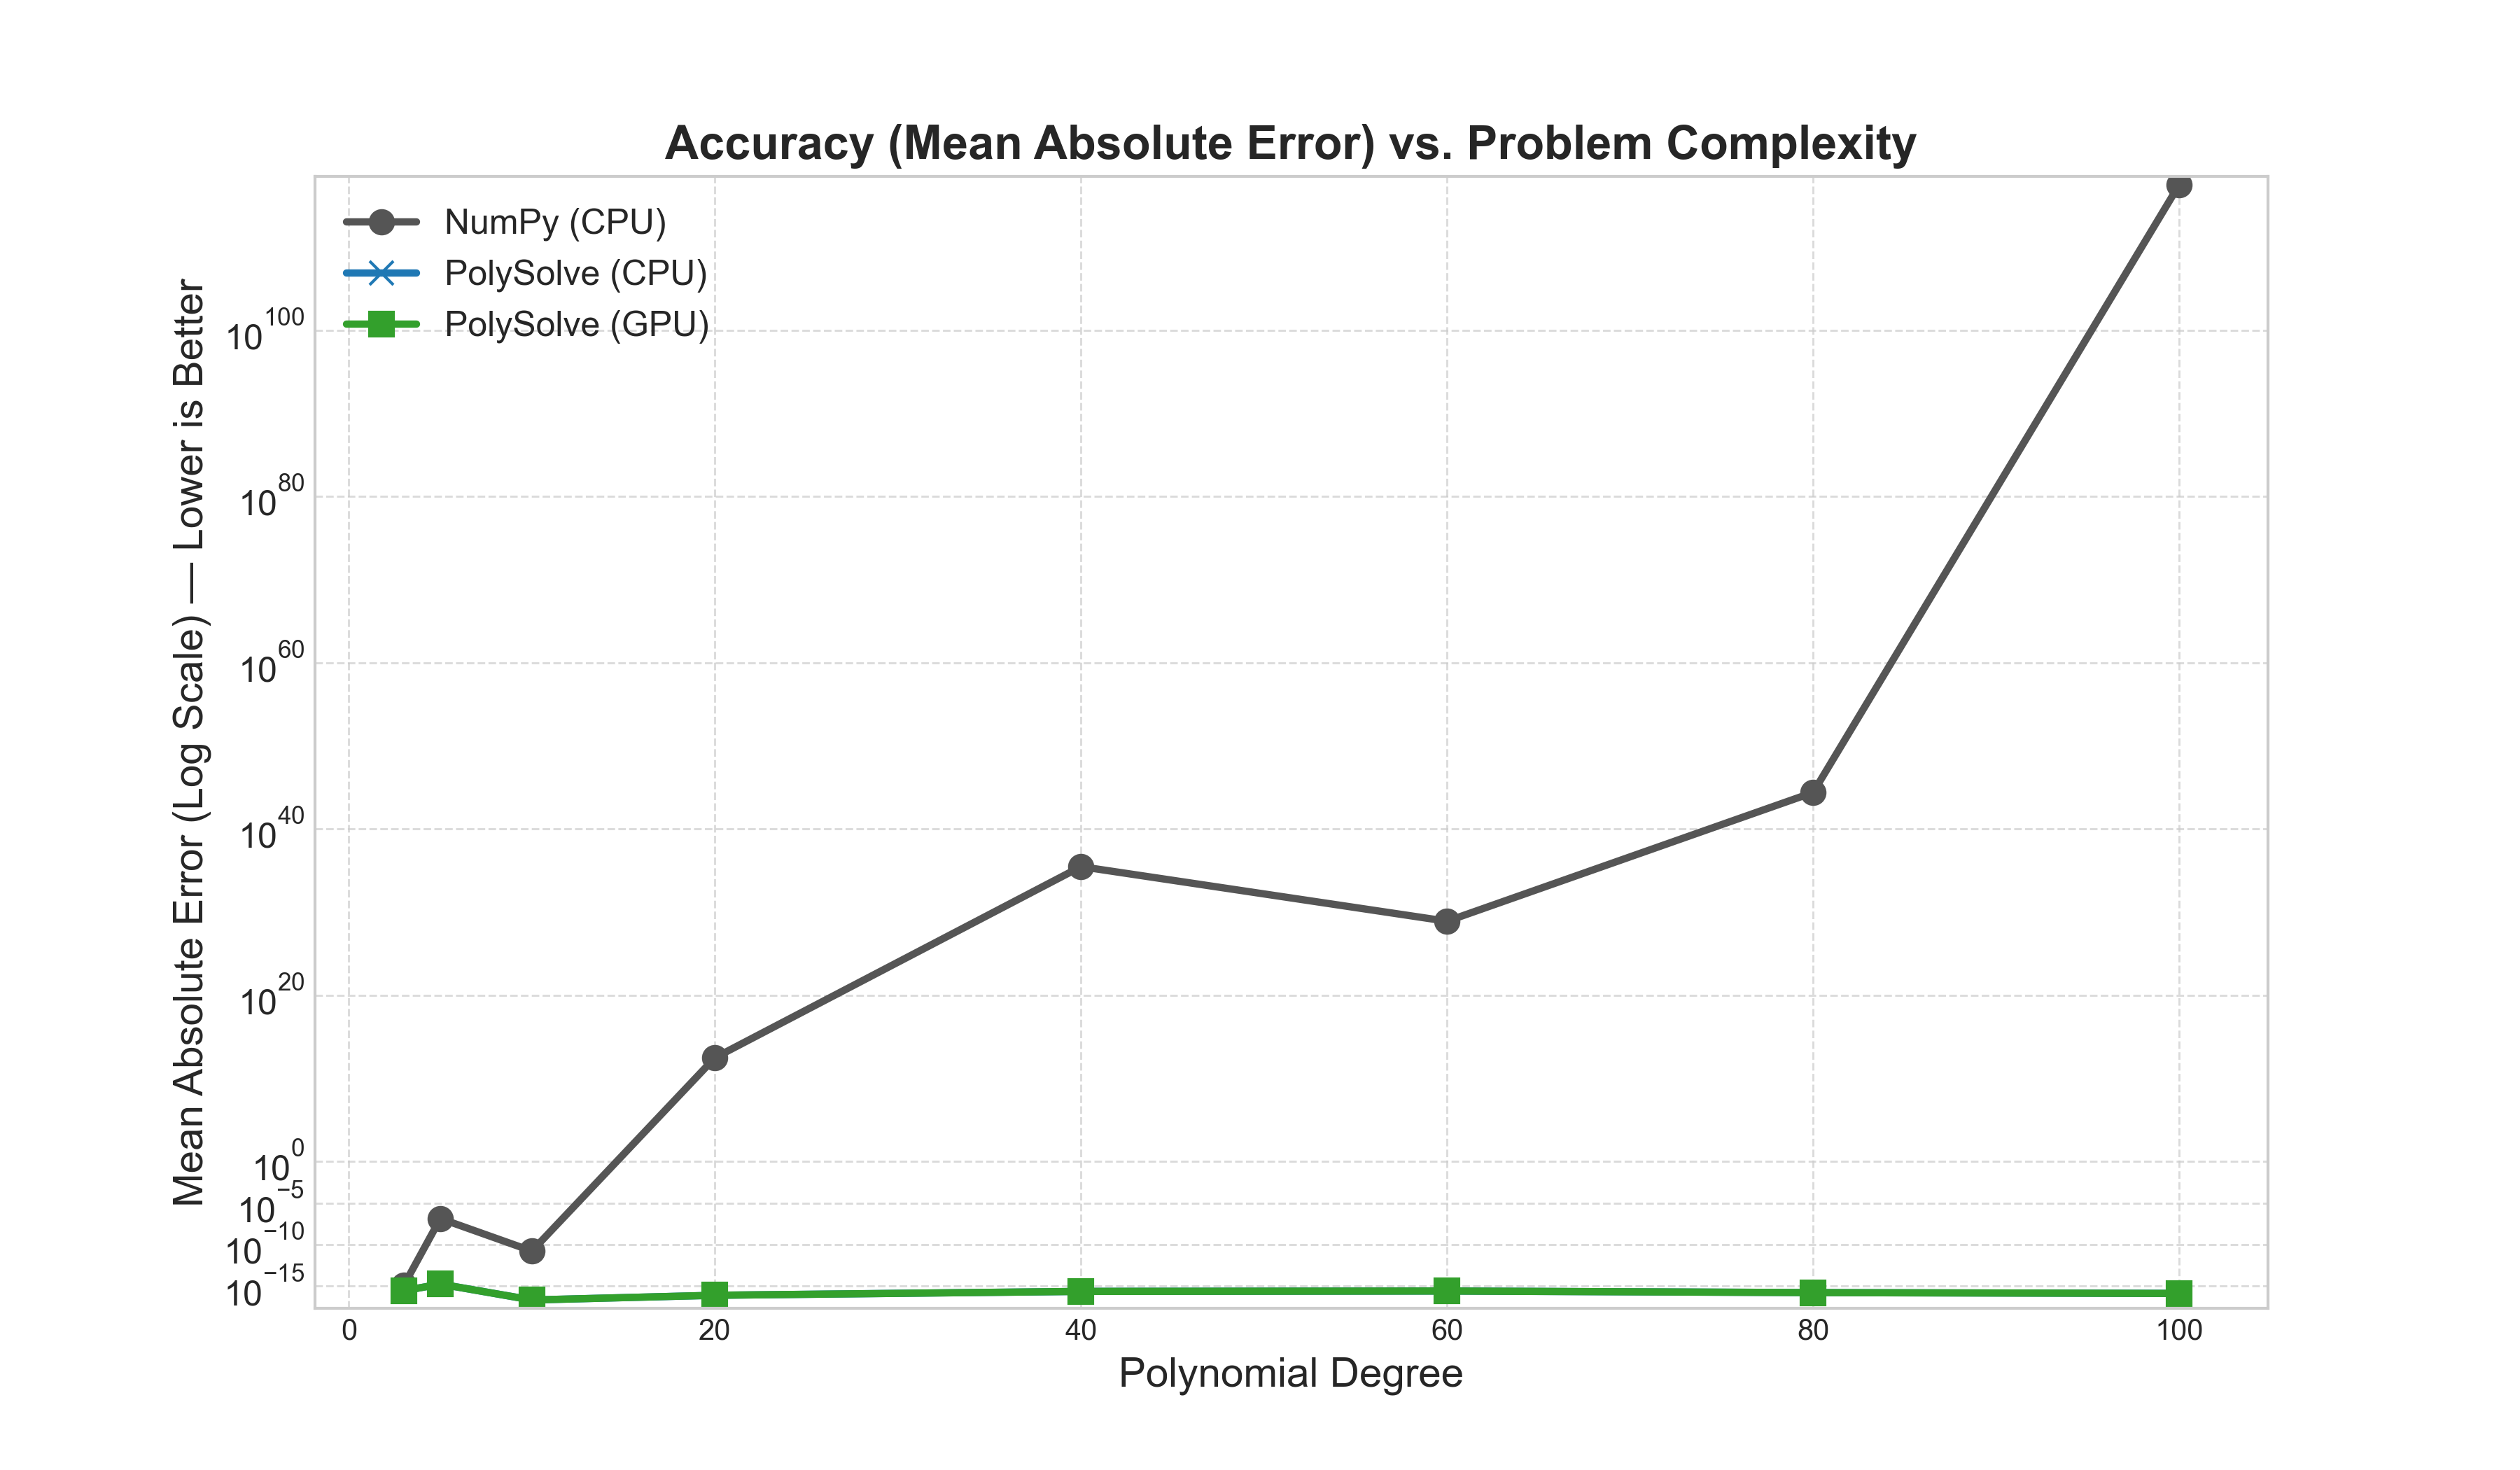 Accuracy (Mean Absolute Error) vs. Problem Complexity
Mean Absolute Error (Log Scale) — Lower is Better
NumPy (CPU)
PolySolve (CPU)
PolySolve (GPU)
10^100
10^80
10^60
10^40
10^20
10^0
10^−5
10^−10
10^−15
0 20 40 60 80 100
Polynomial Degree